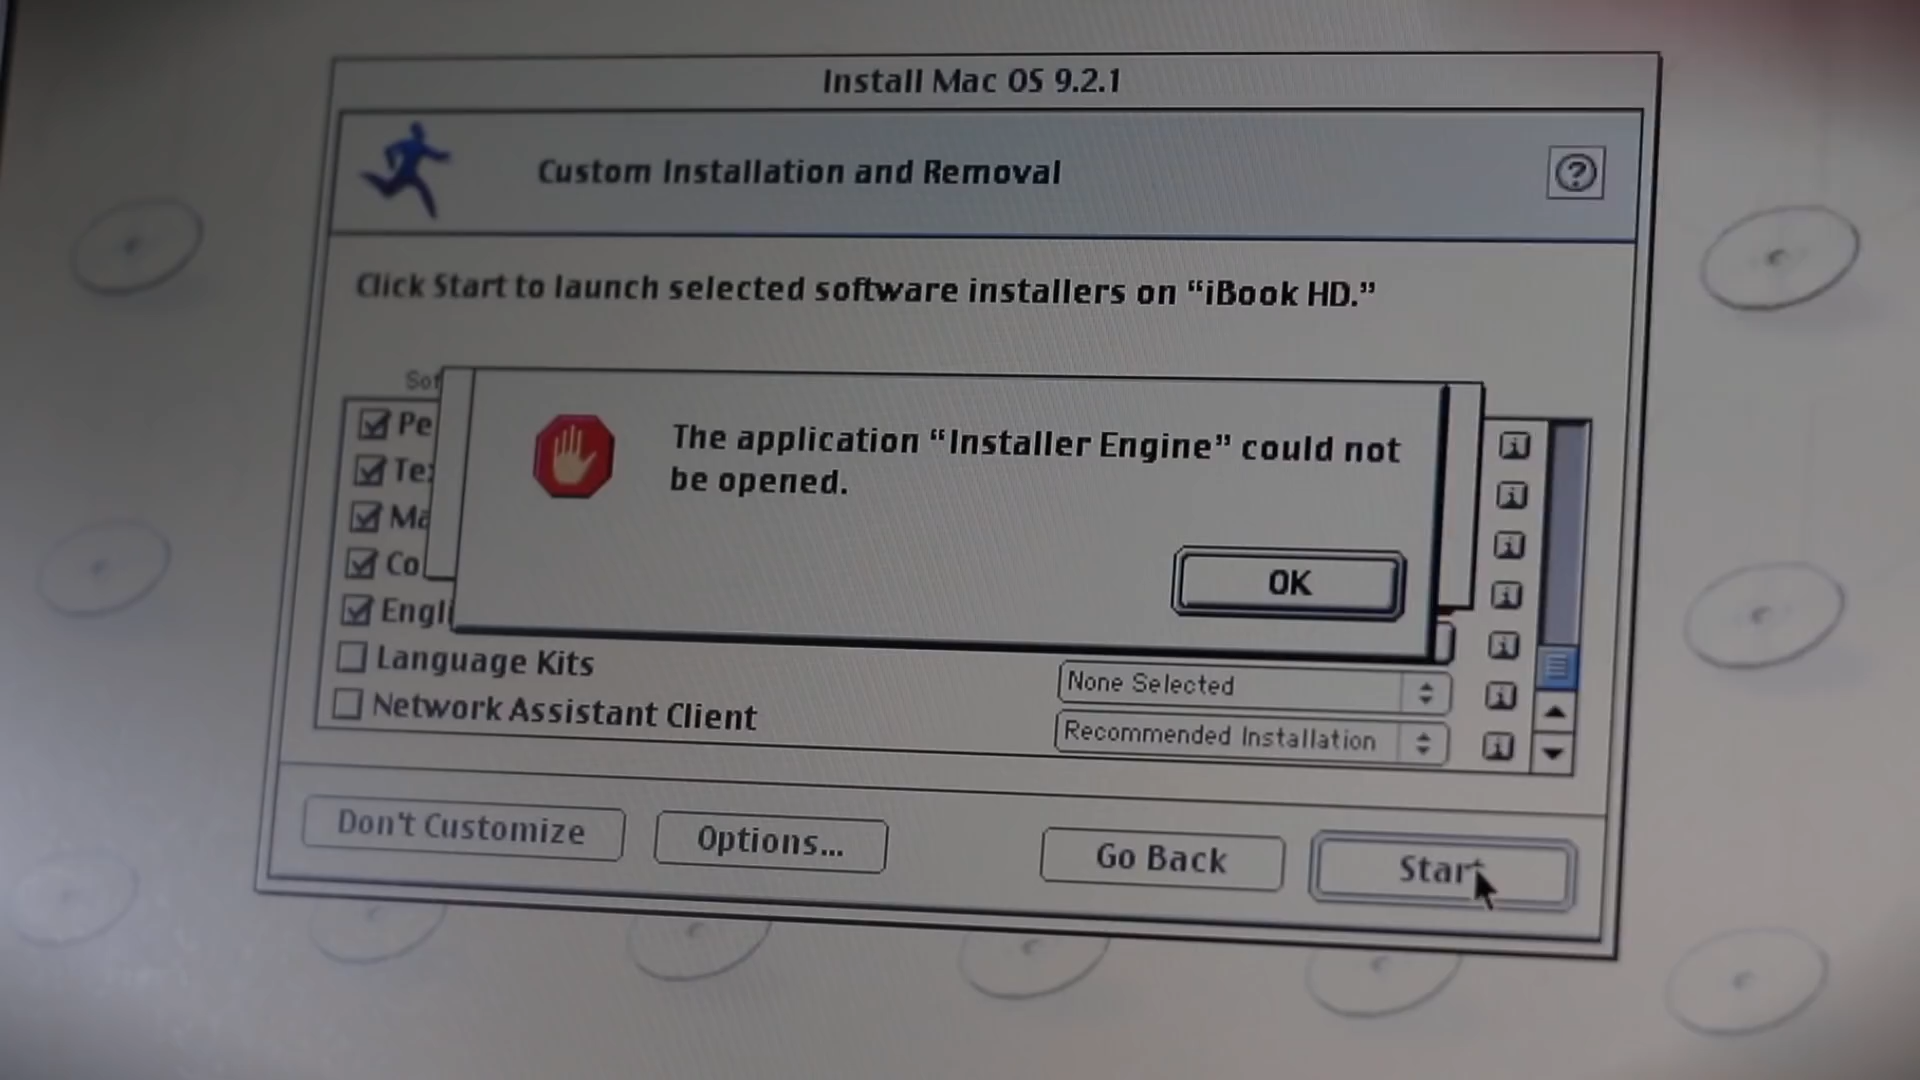 Install Mac OS 9.2.1
Custom Installation and Removal
Click Start to launch selected software installers on “iBook HD.”
Sof
Pe
The application “Installer Engine” could not
be opened.
Te
Ma
Co
OK
Engli
Language Kits
None Selected
Network Assistant Client
Recommended Installation
Don't Customize
Options...
Go Back
Start